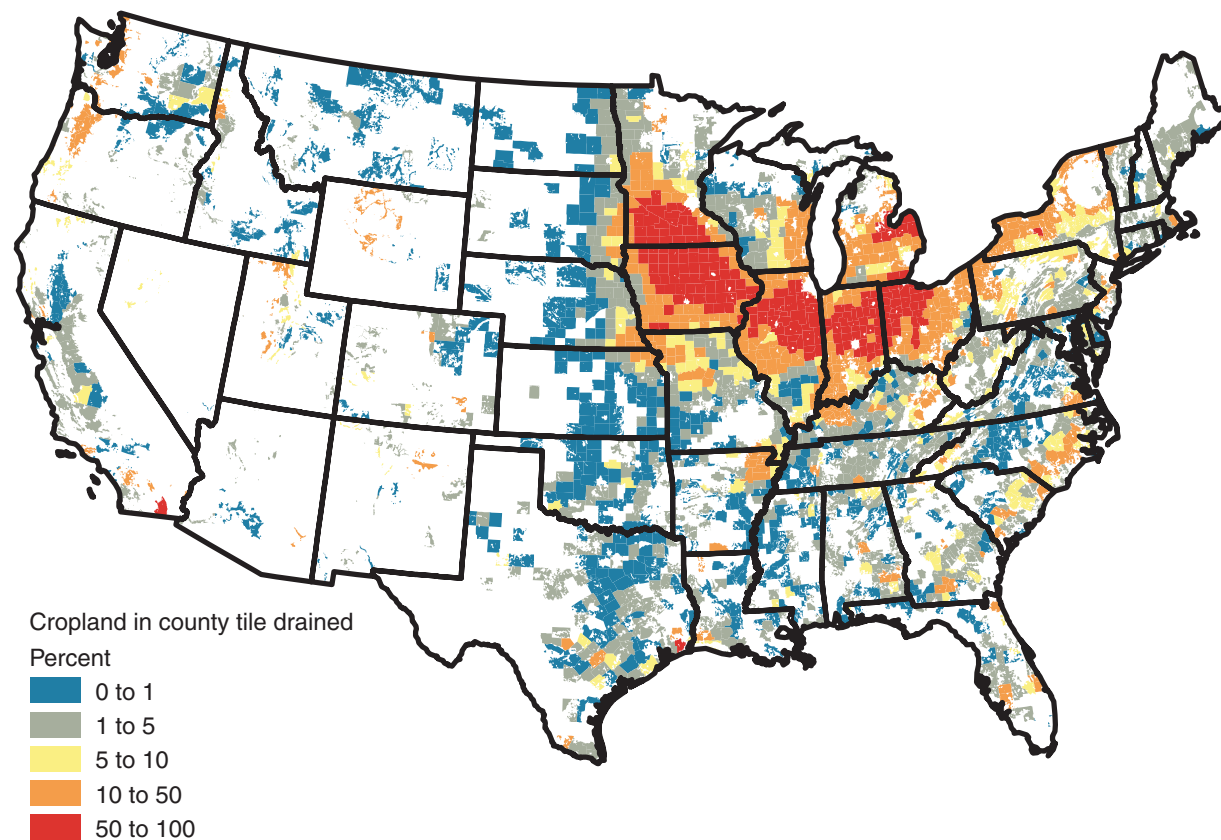 Cropland in county tile drained
Percent
0 to 1
1 to 5
5 to 10
10 to 50
50 to 100